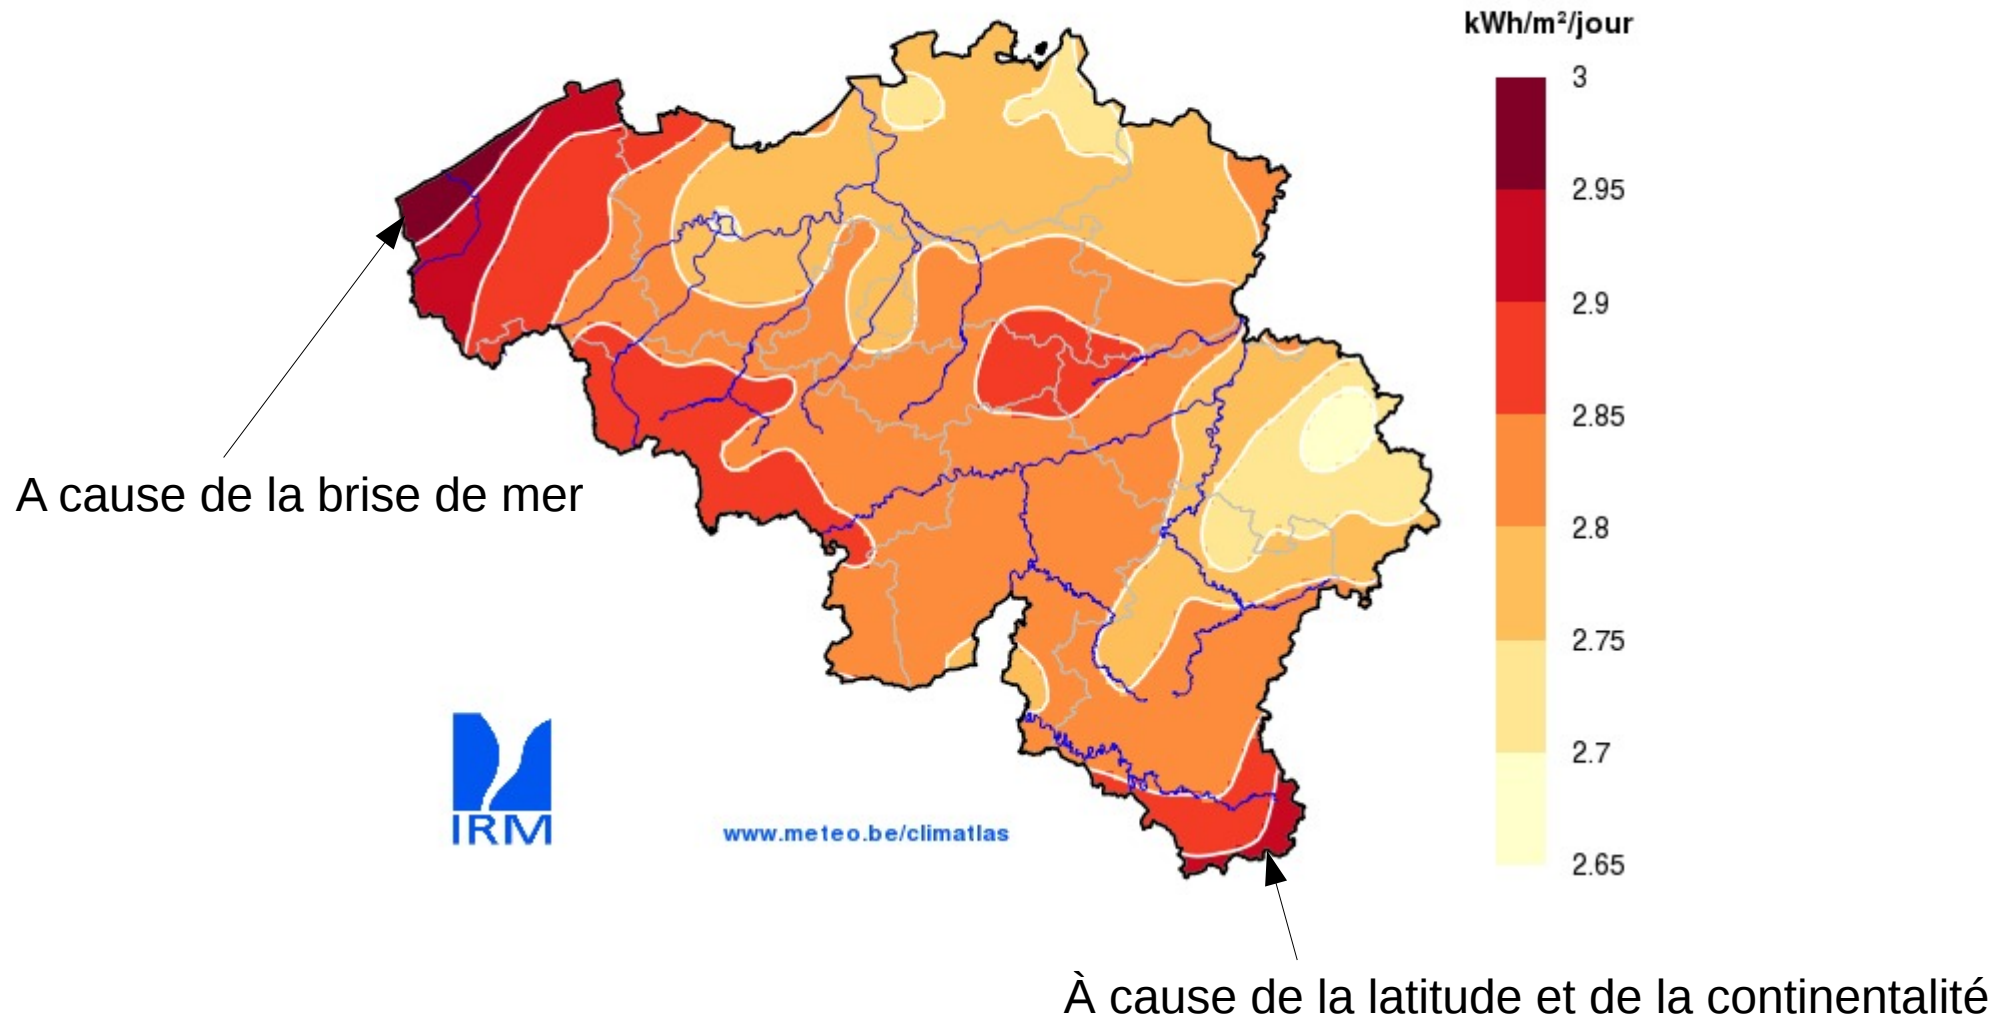 kWh/m²/jour
3
2.95
2.9
2.85
2.8
2.75
2.7
2.65
A cause de la brise de mer
IRM
www.meteo.be/climatlas
À cause de la latitude et de la continentalité